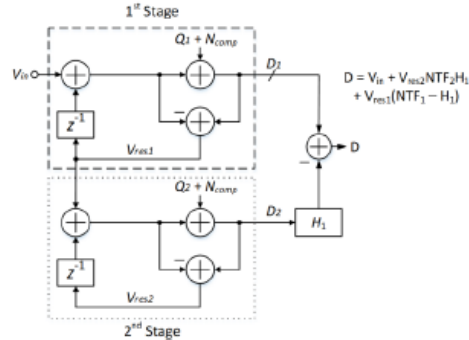 1st Stage
Q1 + Ncomp
D1
Vin
z-1
Vres1
D = Vin + Vres2NTF2H1
+ Vres1(NTF1 – H1)
D
Q2 + Ncomp
D2
H1
z-1
Vres2
2nd Stage